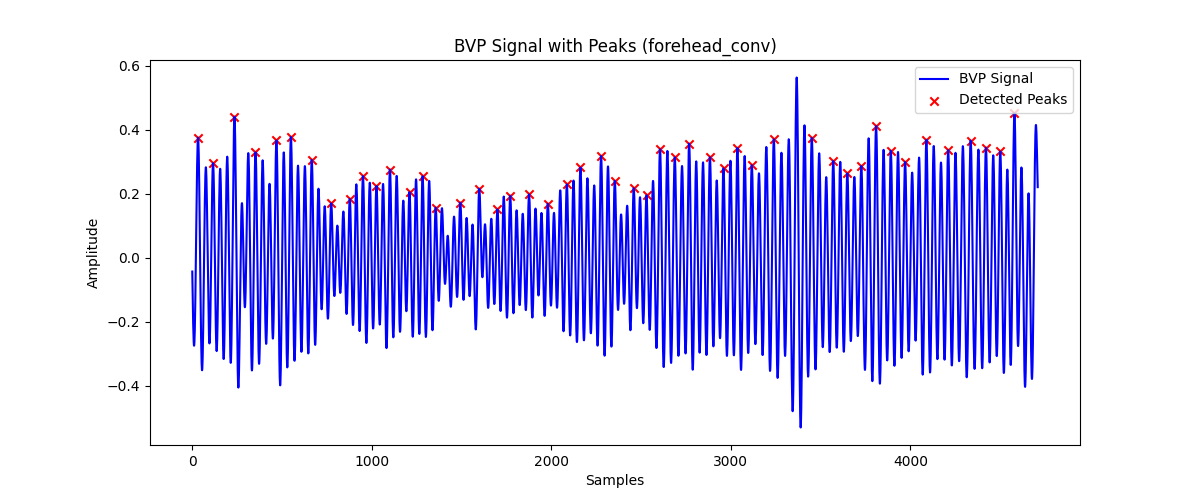 BVP Signal with Peaks (forehead_conv)
BVP Signal
Detected Peaks
0.6
0.4
0.2
0.0
−0.2
−0.4
Amplitude
0 1000 2000 3000 4000
Samples